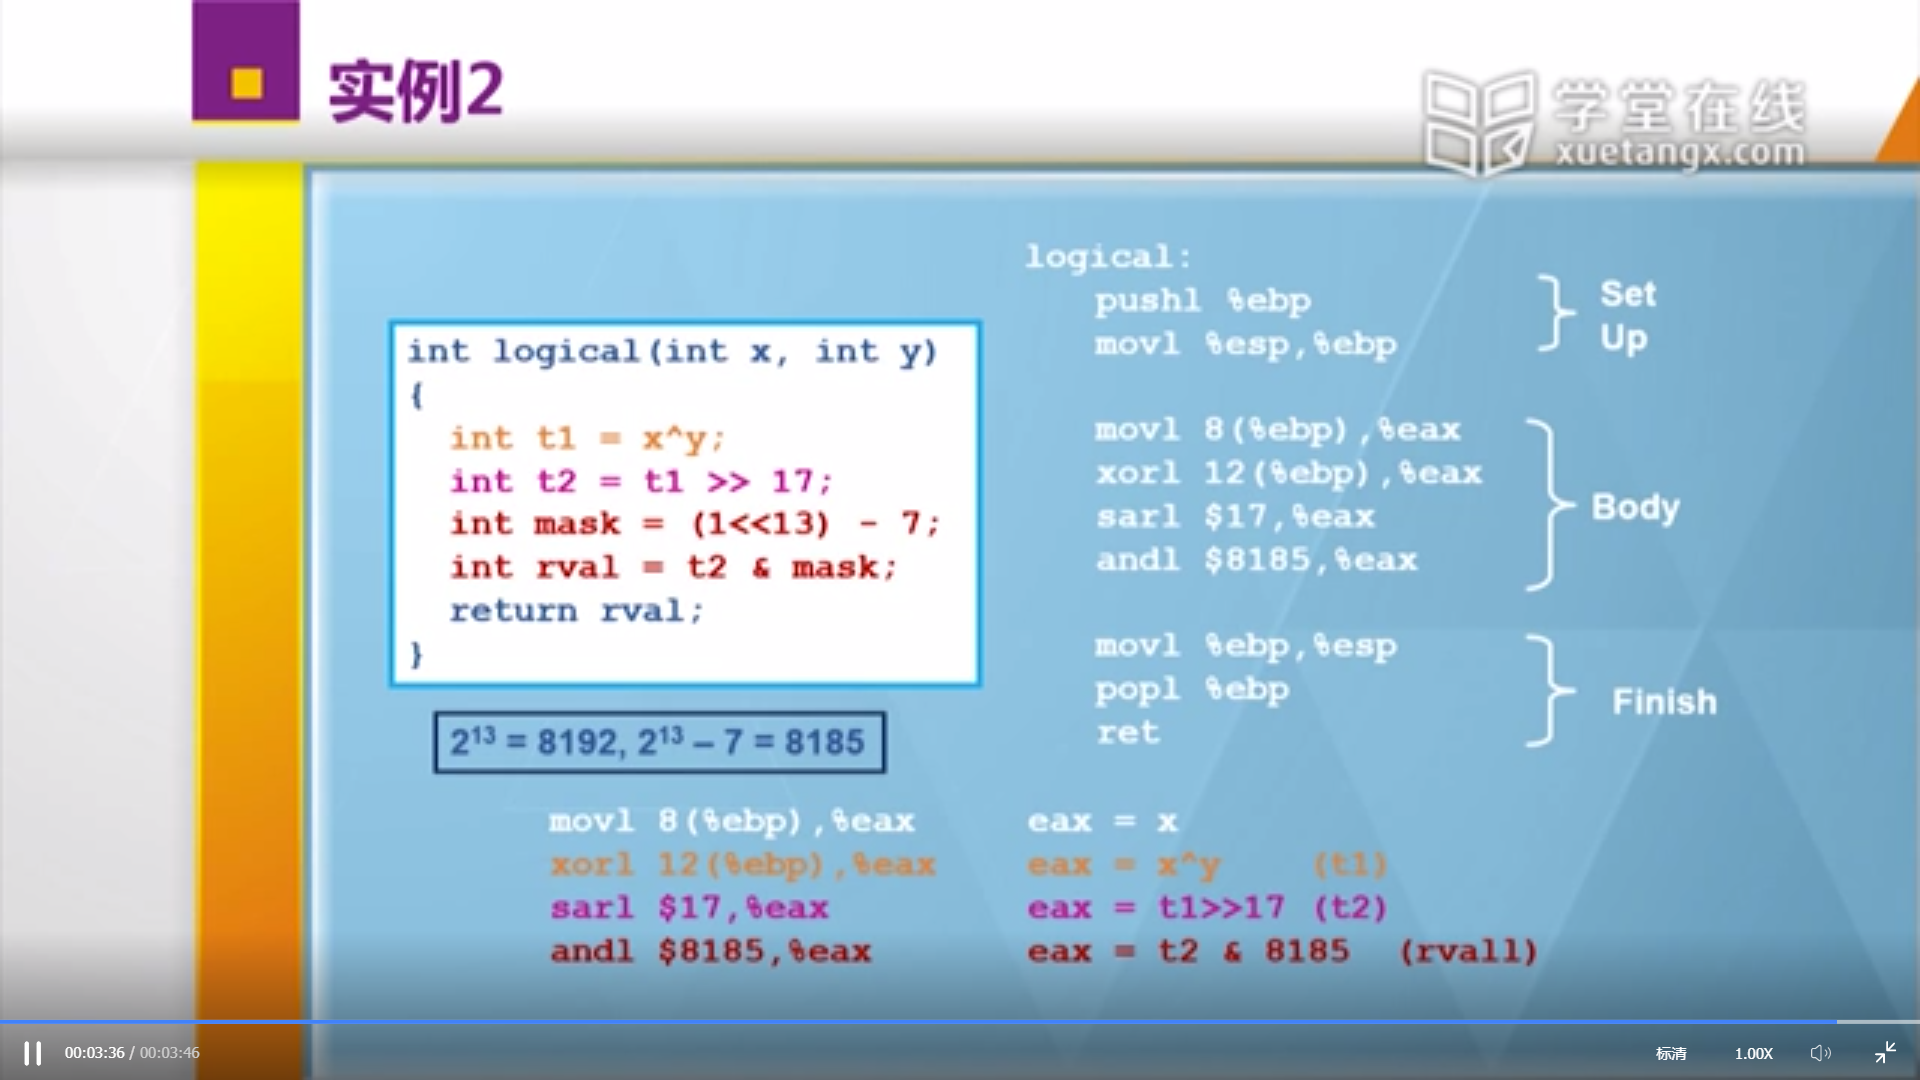 实例2
学堂在线
xuetangx.com
int logical(int x, int y)
{
int t1 = x^y;
int t2 = t1 >> 17;
int mask = (1<<13) - 7;
int rval = t2 & mask;
return rval;
}
2¹³ = 8192, 2¹³ – 7 = 8185
logical:
pushl %ebp
movl %esp,%ebp
Set
Up
movl 8(%ebp),%eax
xorl 12(%ebp),%eax
sarl $17,%eax
andl $8185,%eax
Body
movl %ebp,%esp
popl %ebp
ret
Finish
movl 8(%ebp),%eax eax = x
xorl 12(%ebp),%eax eax = x^y (t1)
sarl $17,%eax eax = t1>>17 (t2)
andl $8185,%eax eax = t2 & 8185 (rvall)
00:03:36 / 00:03:46
标清
1.00X